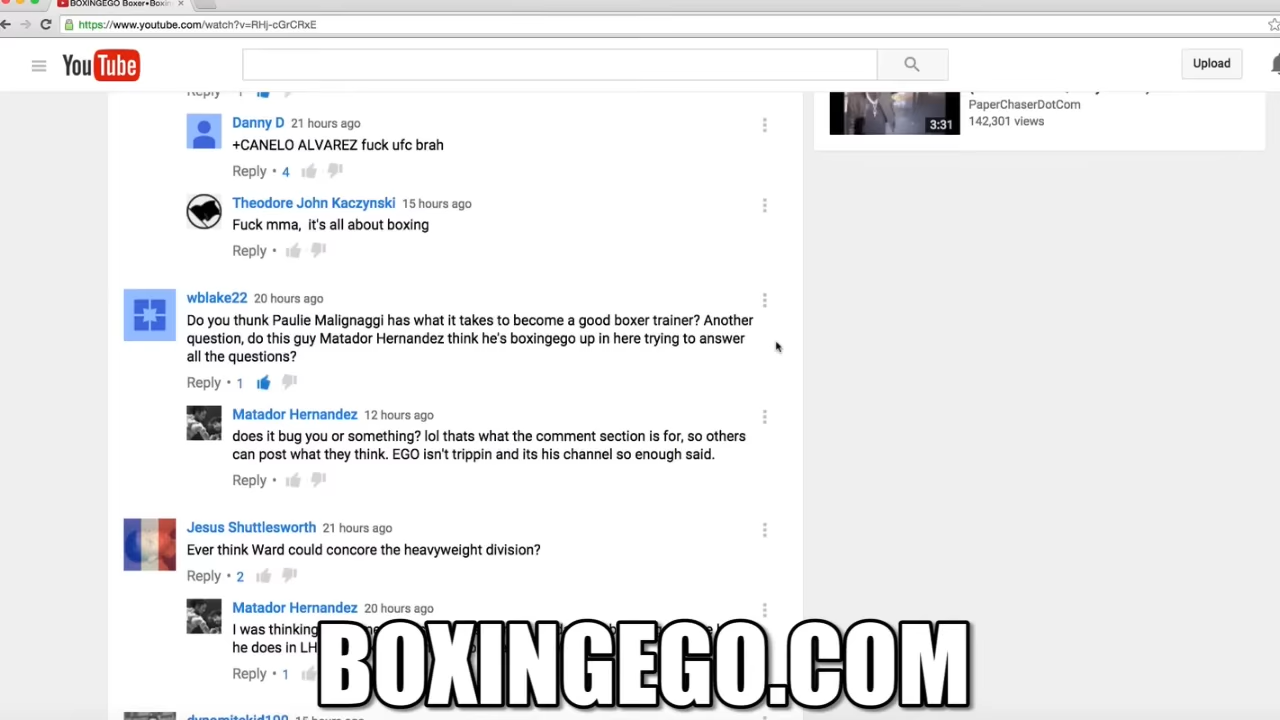 BOXINGEGO Boxer•Boxin
https://www.youtube.com/watch?v=RHj-cGrCRxE
YouTube
Upload
Reply 1
PaperChaserDotCom
142,301 views
3:31
Danny D 21 hours ago
+CANELO ALVAREZ fuck ufc brah
Reply • 4
Theodore John Kaczynski 15 hours ago
Fuck mma, it's all about boxing
Reply •
wblake22 20 hours ago
Do you thunk Paulie Malignaggi has what it takes to become a good boxer trainer? Another
question, do this guy Matador Hernandez think he's boxingego up in here trying to answer
all the questions?
Reply • 1
Matador Hernandez 12 hours ago
does it bug you or something? lol thats what the comment section is for, so others
can post what they think. EGO isn't trippin and its his channel so enough said.
Reply •
Jesus Shuttlesworth 21 hours ago
Ever think Ward could concore the heavyweight division?
Reply • 2
Matador Hernandez 20 hours ago
I was thinking
he does in LH
Reply • 1
BOXINGEGO.COM
dynamitekid100 15 hours ago